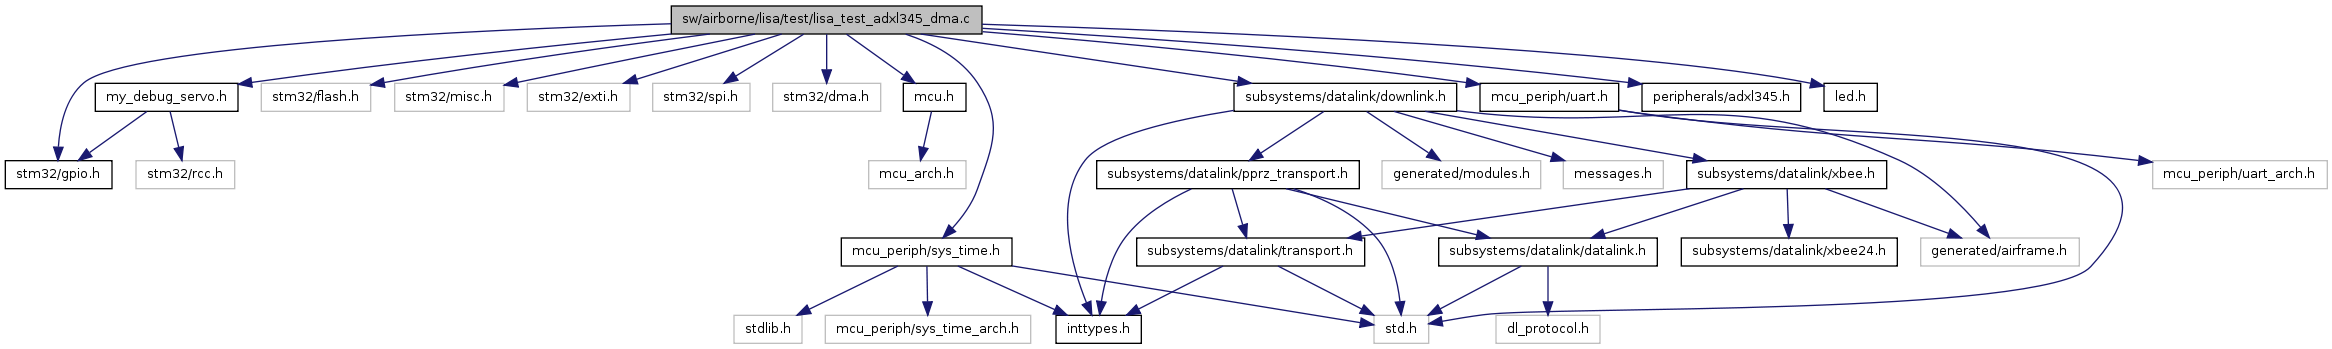 sw/airborne/lisa/test/lisa_test_adxl345_dma.c
my_debug_servo.h
stm32/flash.h
stm32/misc.h
stm32/exti.h
stm32/spi.h
stm32/dma.h
mcu.h
subsystems/datalink/downlink.h
mcu_periph/uart.h
peripherals/adxl345.h
led.h
stm32/gpio.h
stm32/rcc.h
mcu_arch.h
subsystems/datalink/pprz_transport.h
generated/modules.h
messages.h
subsystems/datalink/xbee.h
mcu_periph/uart_arch.h
mcu_periph/sys_time.h
subsystems/datalink/transport.h
subsystems/datalink/datalink.h
subsystems/datalink/xbee24.h
generated/airframe.h
stdlib.h
mcu_periph/sys_time_arch.h
inttypes.h
std.h
dl_protocol.h